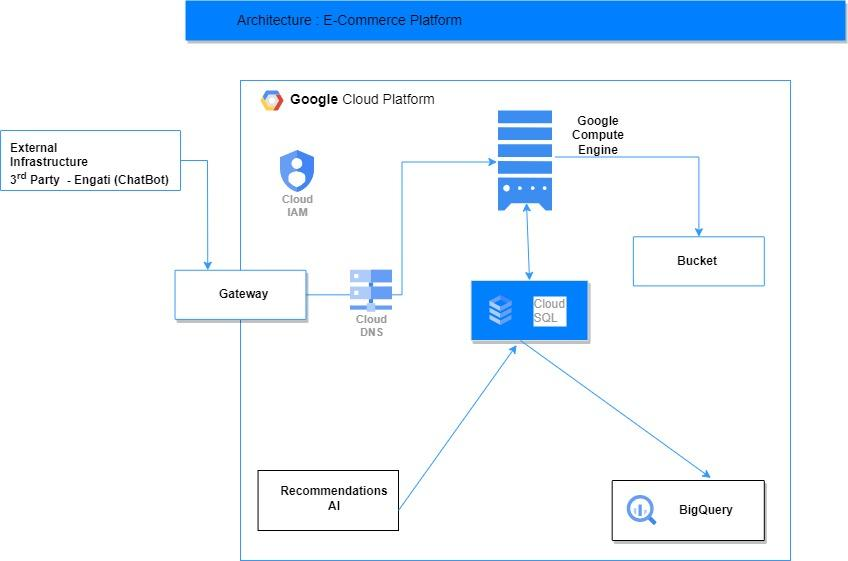 Architecture : E-Commerce Platform
Google Cloud Platform
Google
Compute
Engine
External
Infrastructure
3rd Party - Engati (ChatBot)
Cloud
IAM
Bucket
Gateway
Cloud
DNS
Cloud
SQL
Recommendations
AI
BigQuery